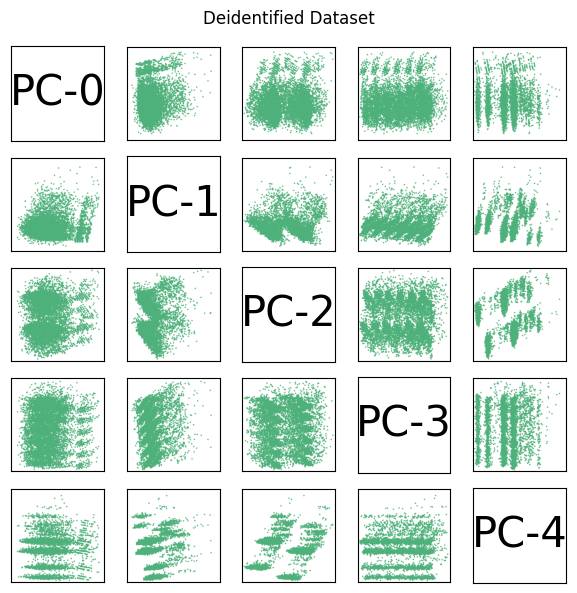 Deidentified Dataset
PC-0
PC-1
PC-2
PC-3
PC-4